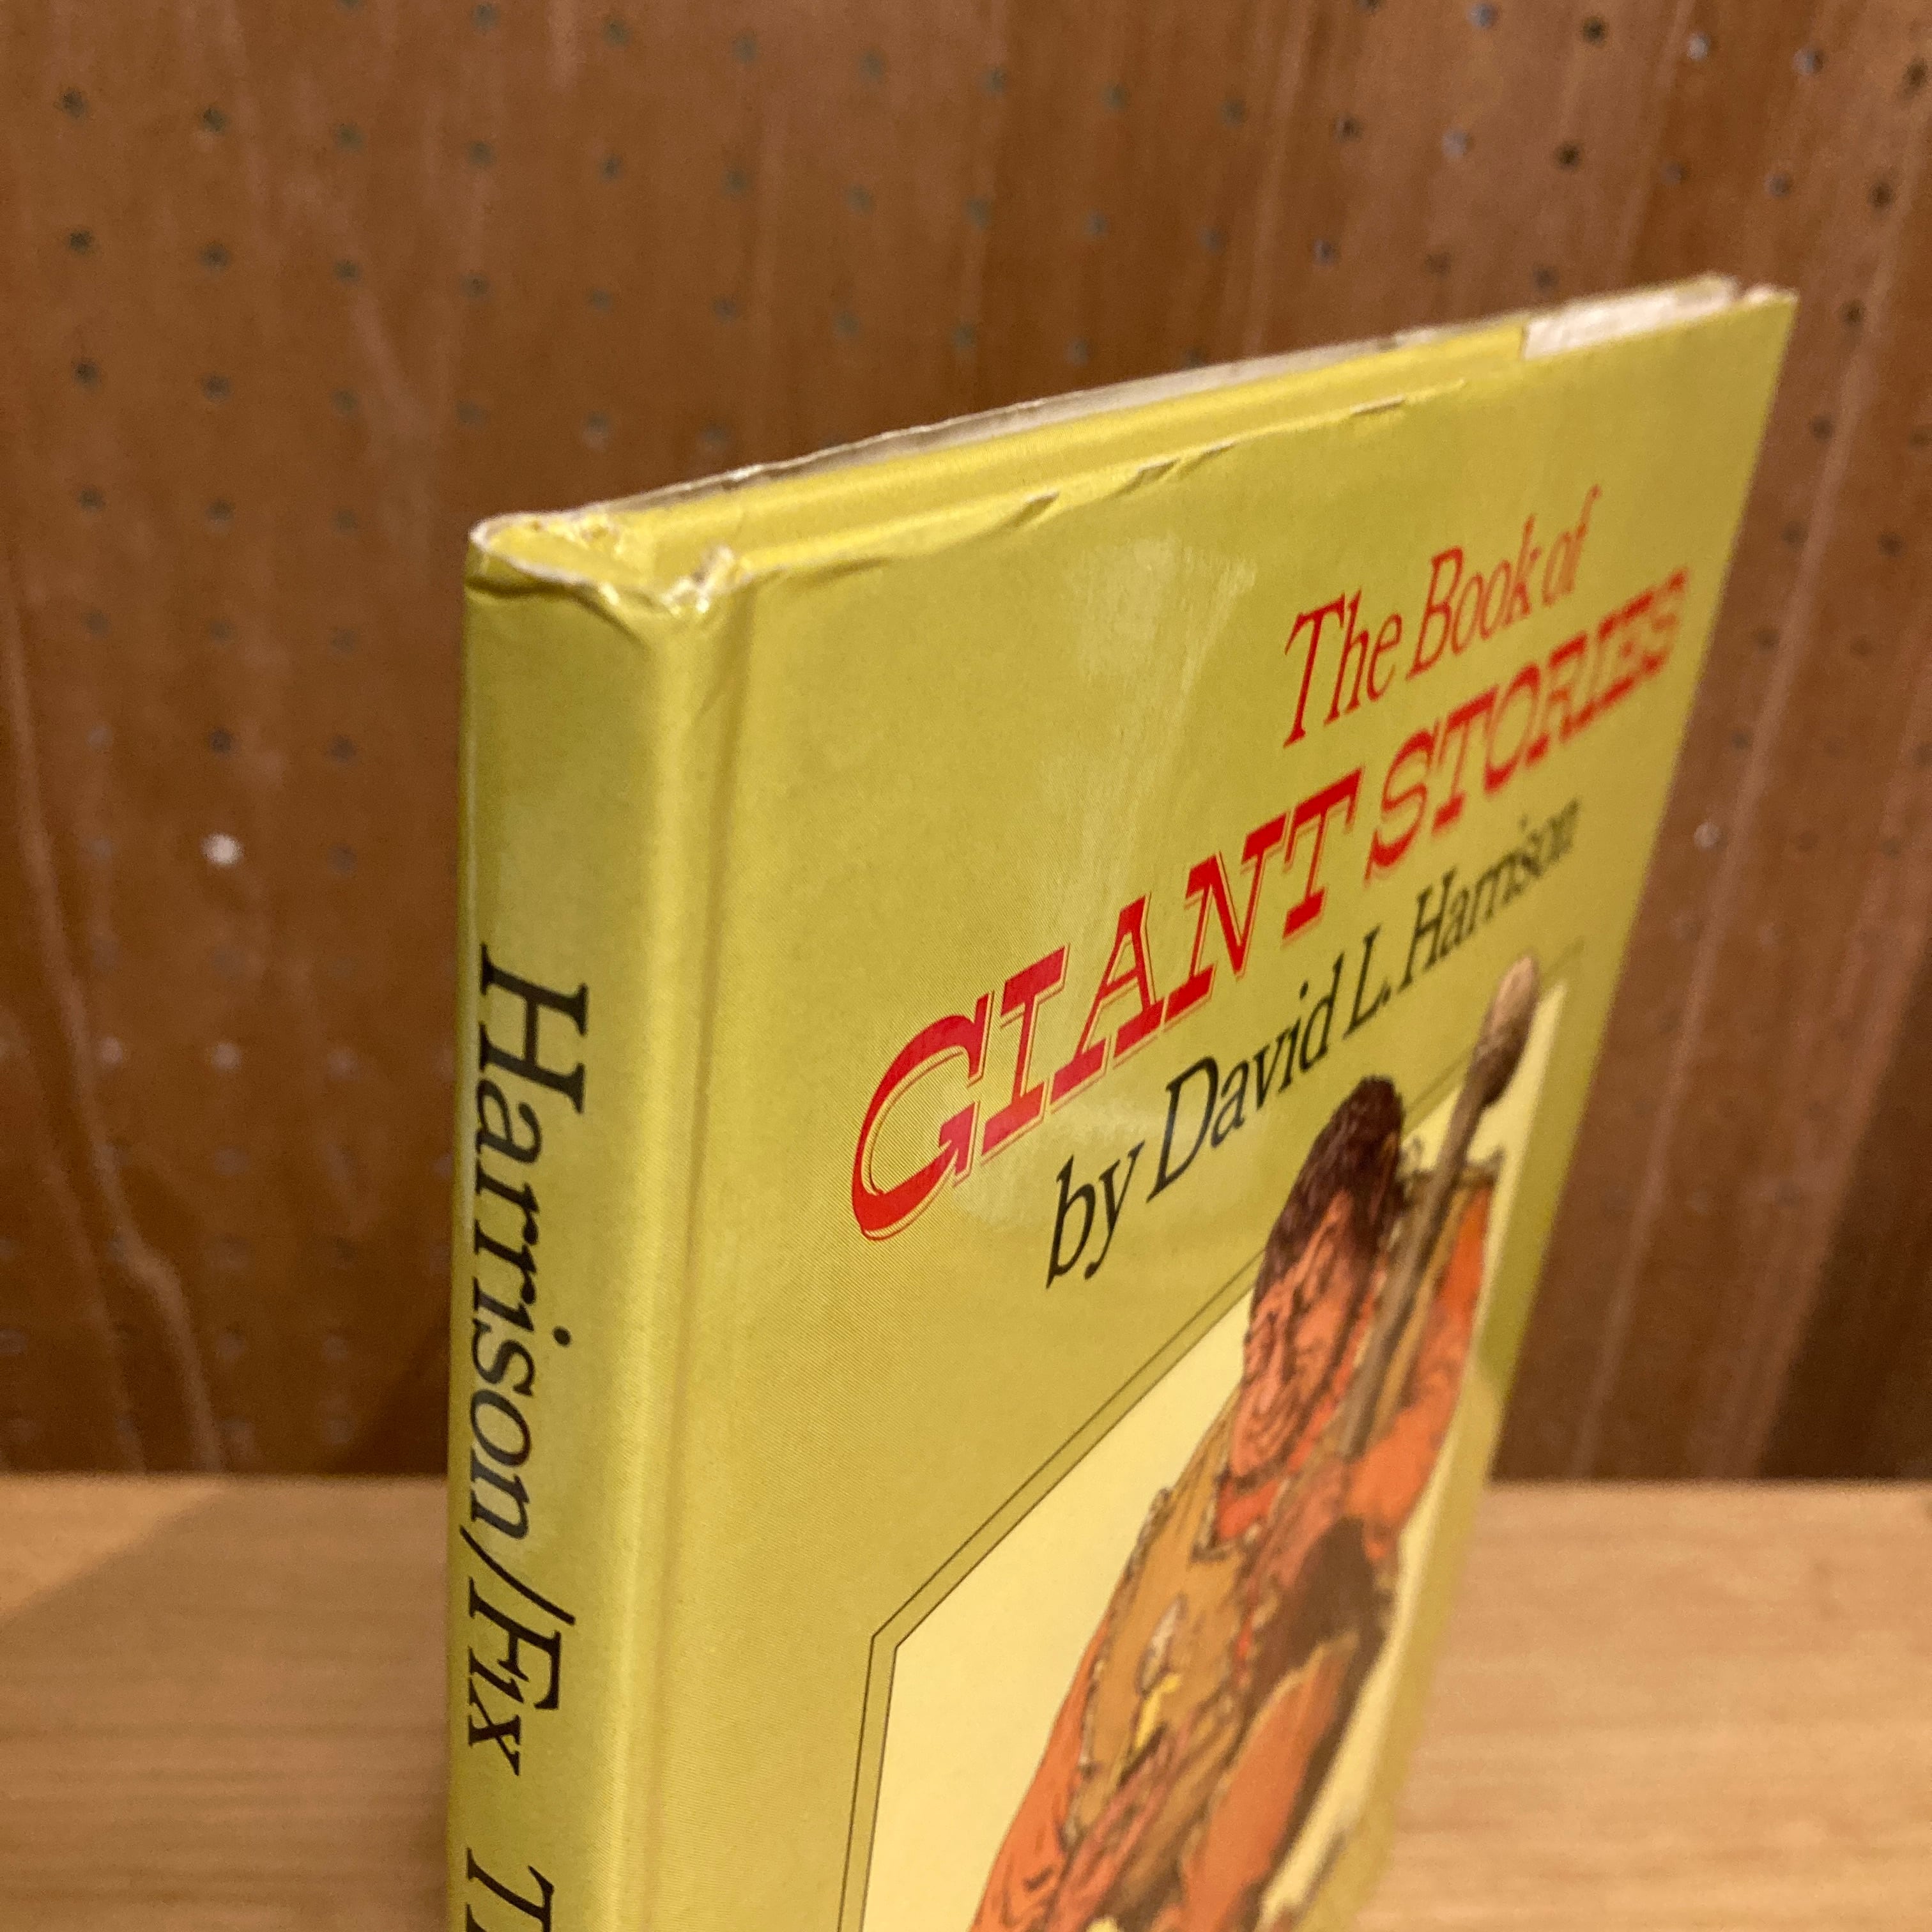 The Book of
GIANT STORIES
by David L. Harrison
Harrison/Fix